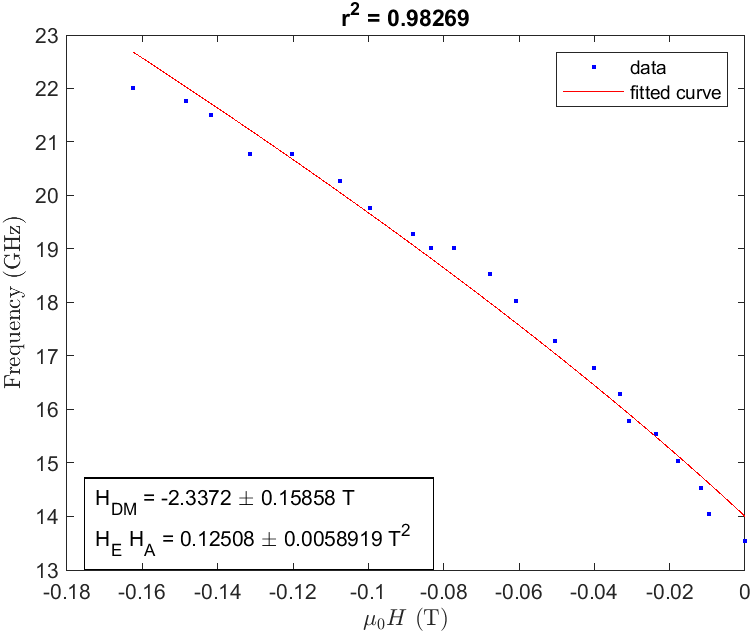 r² = 0.98269
23
22
21
20
19
18
17
16
15
14
13
Frequency (GHz)
data
fitted curve
H_DM = -2.3372 ± 0.15858 T
H_E H_A = 0.12508 ± 0.0058919 T²
-0.18 -0.16 -0.14 -0.12 -0.1 -0.08 -0.06 -0.04 -0.02 0
μ₀H (T)